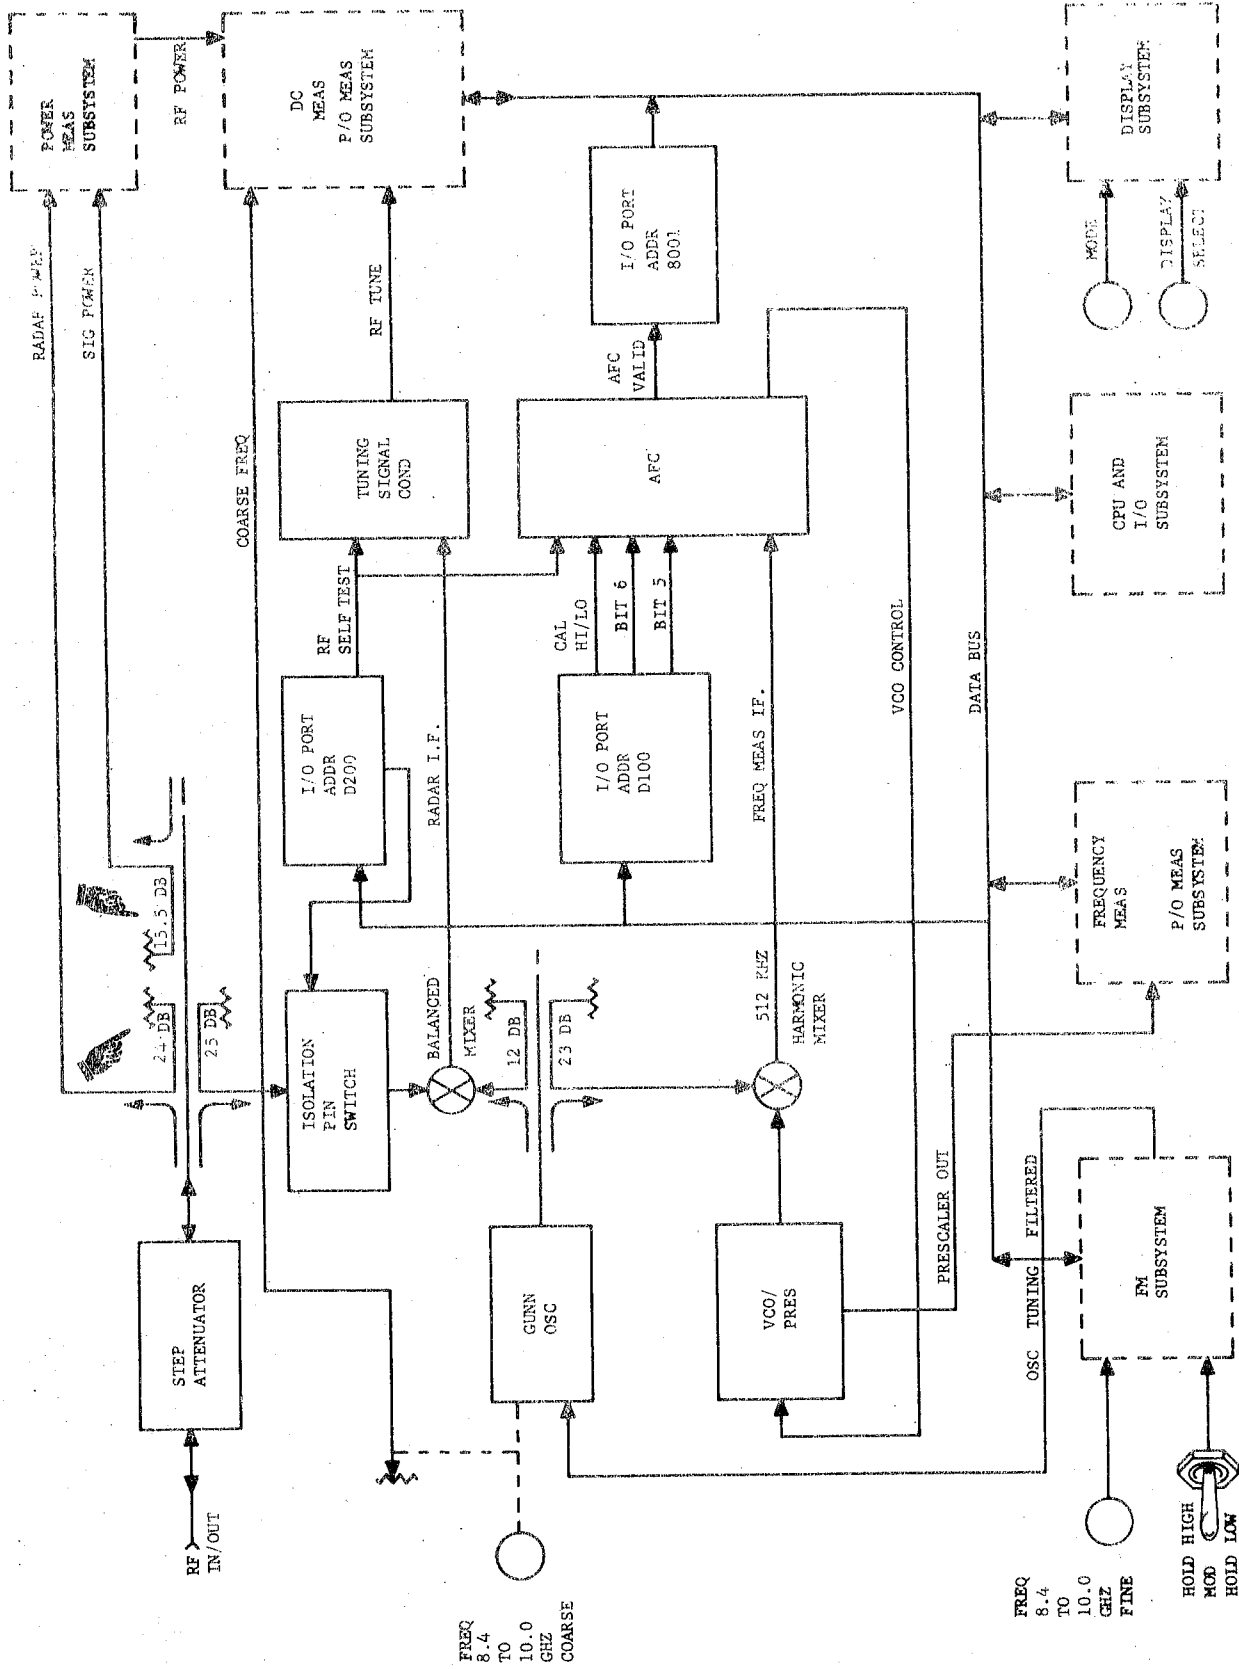 RF
IN/OUT
STEP
ATTENUATOR
24 DB
25 DB
15.5 DB
RADAR POWER
SIG POWER
POWER
MEAS
SUBSYSTEM
RF POWER
COARSE FREQ
DC
MEAS
P/O MEAS
SUBSYSTEM
ISOLATION
PIN
SWITCH
I/O PORT
ADDR
D200
RF
SELF TEST
TUNING
SIGNAL
COND
RF TUNE
BALANCED
MIXER
RADAR I.F.
FREQ
8.4
TO
10.0
GHZ
COARSE
GUNN
OSC
12 DB
23 DB
I/O PORT
ADDR
D100
CAL
HI/LO
BIT 6
BIT 5
AFC
AFC
VALID
I/O PORT
ADDR
8001
VCO/
PRES
512 KHZ
HARMONIC
MIXER
FREQ MEAS IF.
VCO CONTROL
PRESCALER OUT
DATA BUS
OSC TUNING FILTERED
FREQ
8.4
TO
10.0
GHZ
FINE
HOLD HIGH
MOD
HOLD LOW
FM
SUBSYSTEM
FREQUENCY
MEAS
P/O MEAS
SUBSYSTEM
CPU AND
I/O
SUBSYSTEM
MODE
DISPLAY
SELECT
DISPLAY
SUBSYSTEM